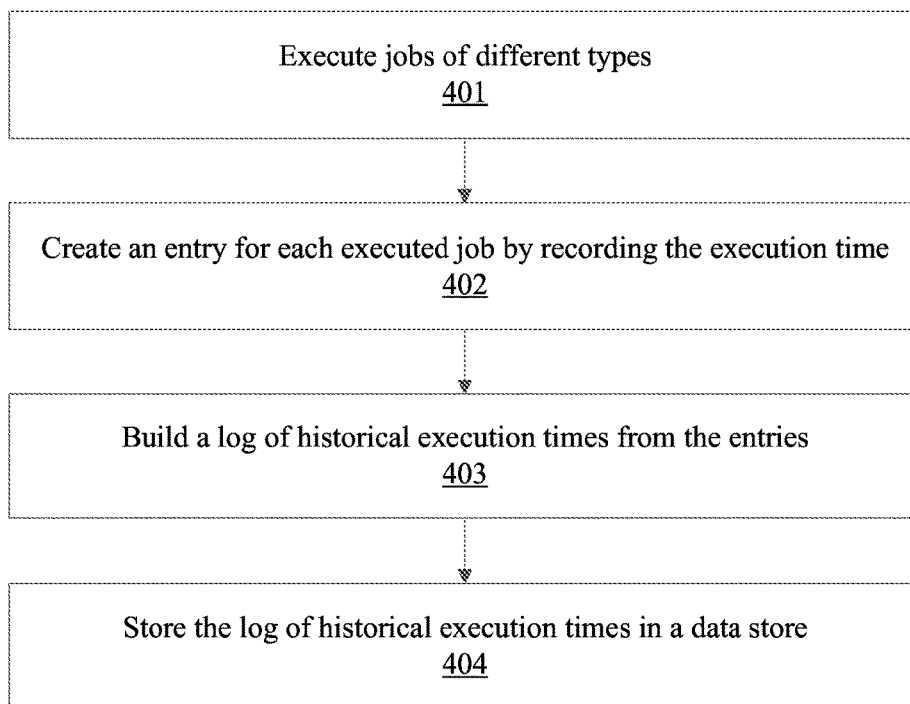 Execute jobs of different types
401
Create an entry for each executed job by recording the execution time
402
Build a log of historical execution times from the entries
403
Store the log of historical execution times in a data store
404